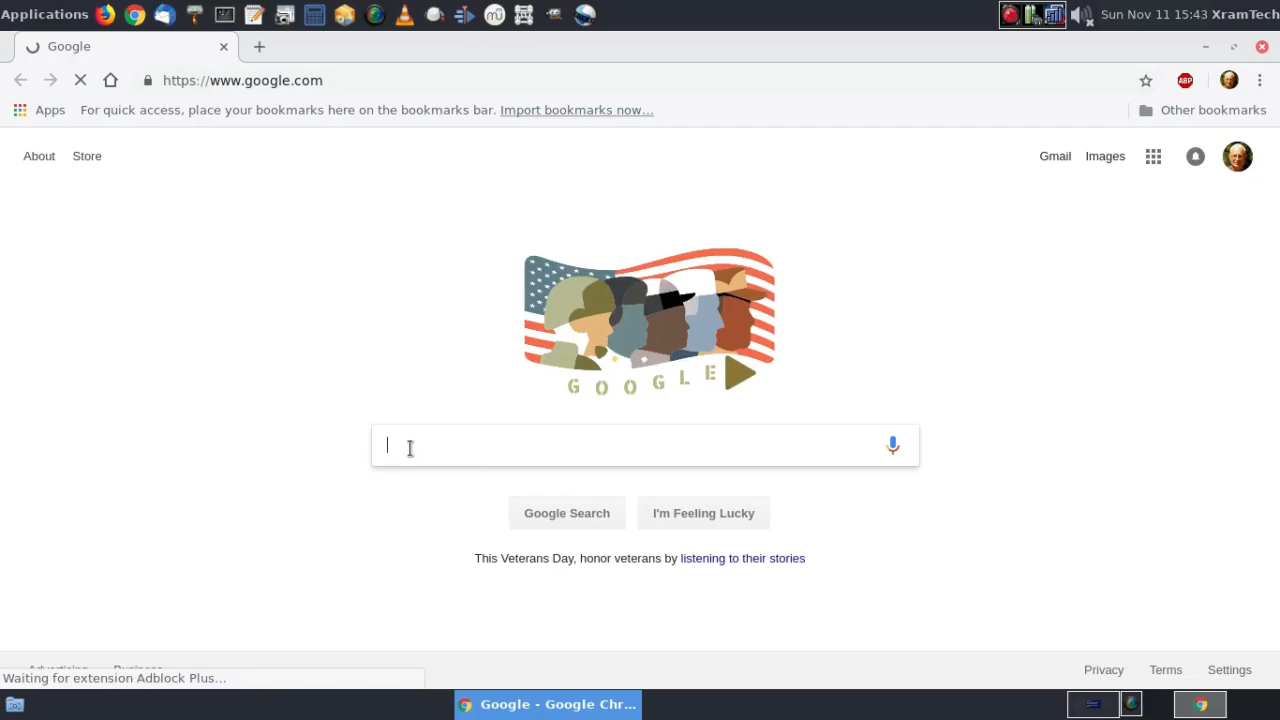 Applications
Sun Nov 11 15:43 XramTech
Google
https://www.google.com
ABP
Apps For quick access, place your bookmarks here on the bookmarks bar. Import bookmarks now… Other bookmarks
About Store Gmail Images
GOOGLE
Google Search I'm Feeling Lucky
This Veterans Day, honor veterans by listening to their stories
Advertising Business
Privacy Terms Settings
Waiting for extension Adblock Plus...
Google - Google Chr...